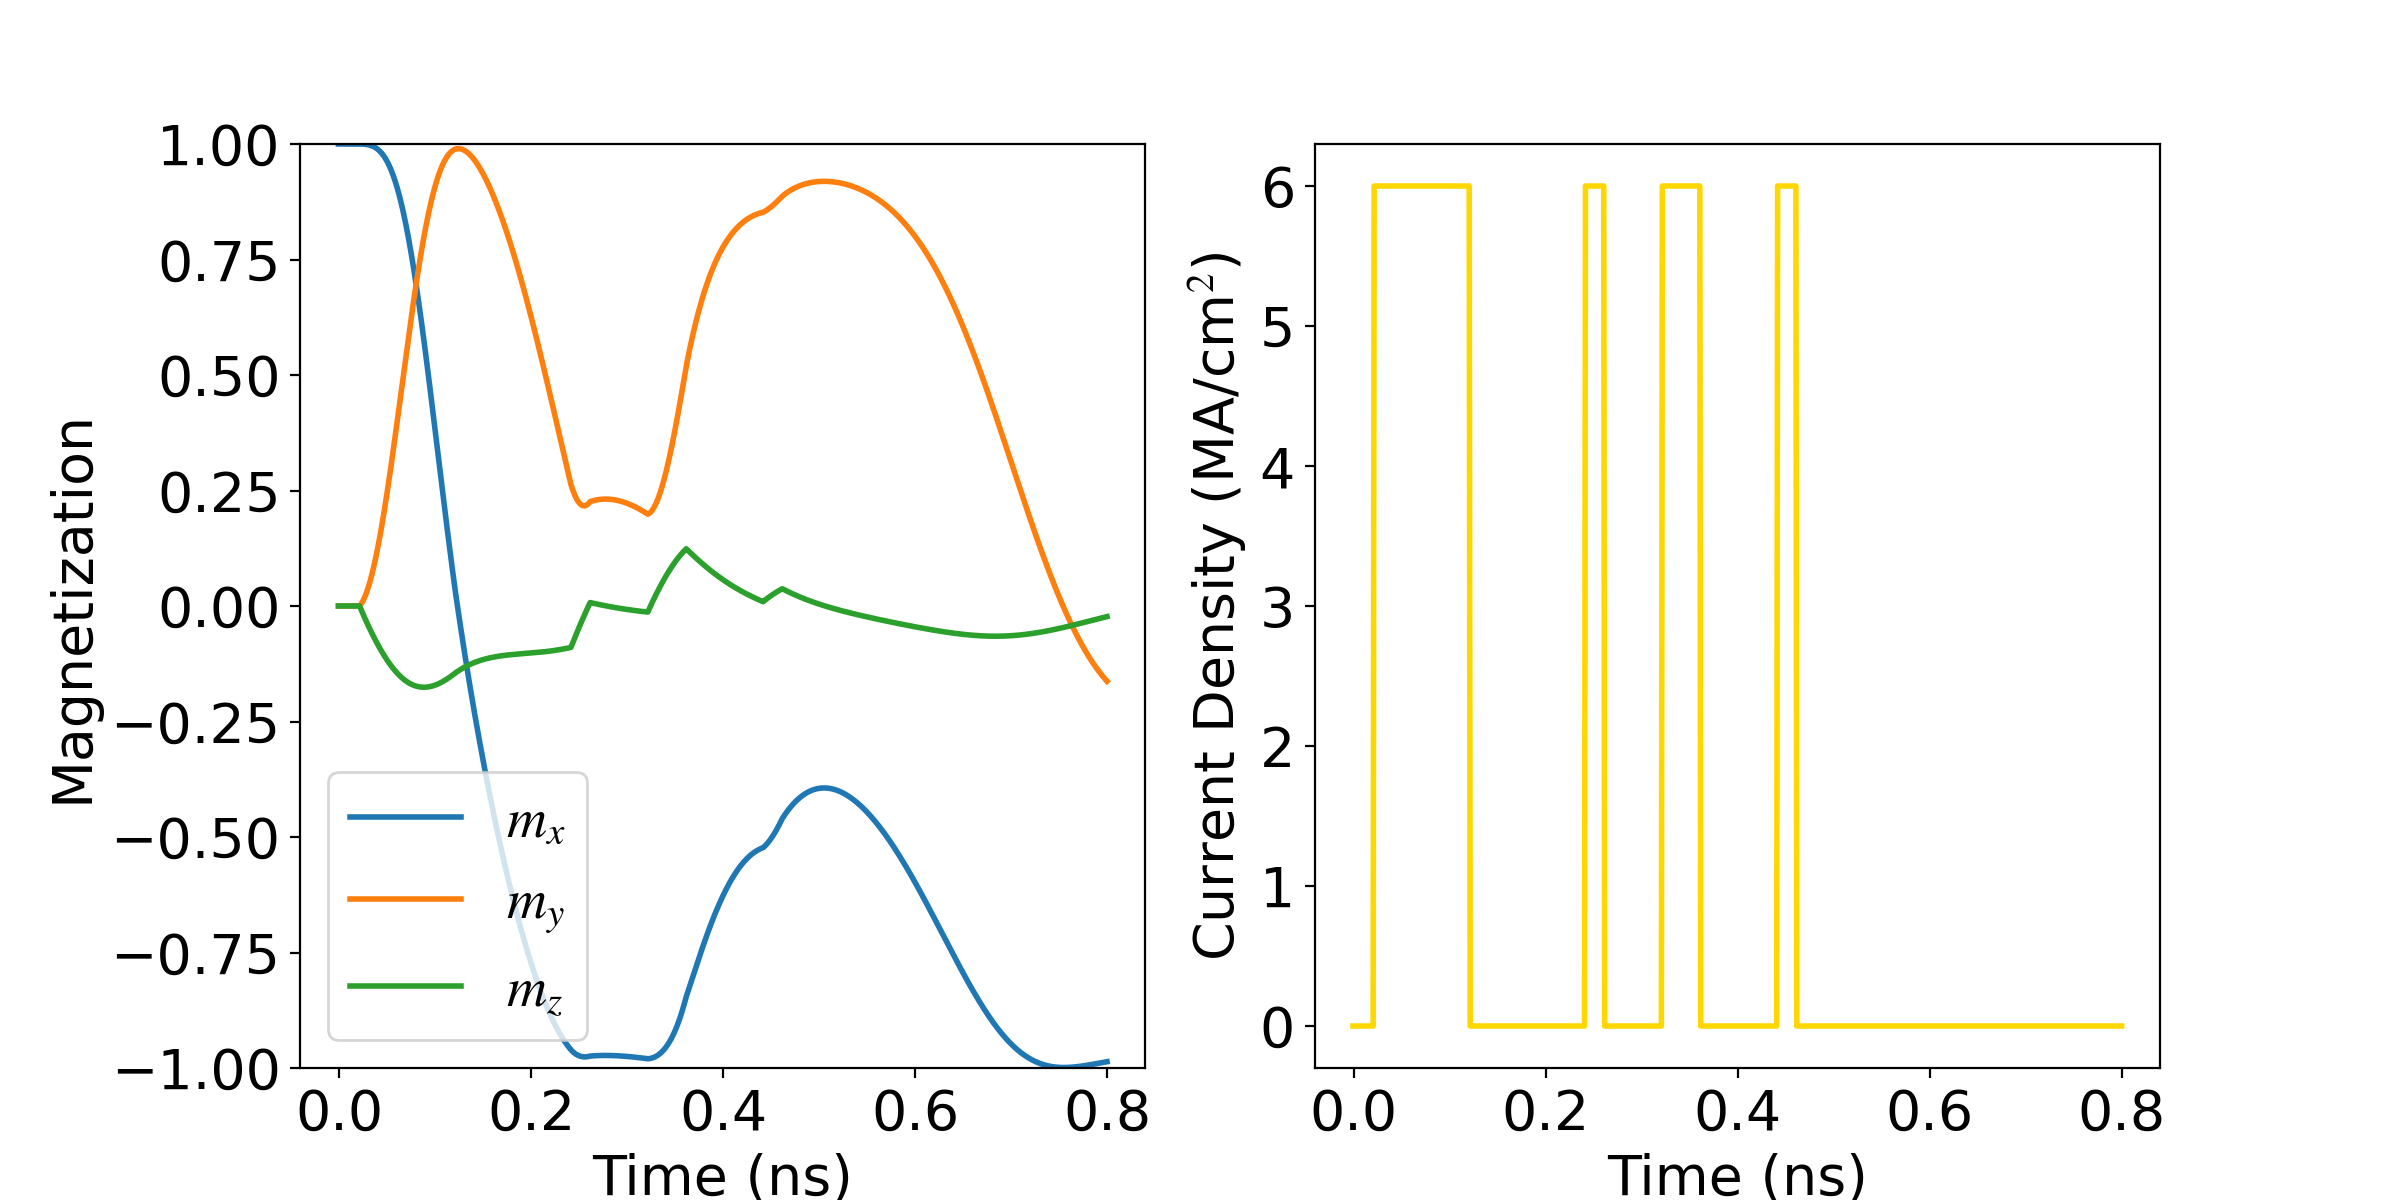 Magnetization
1.00
0.75
0.50
0.25
0.00
−0.25
−0.50
−0.75
−1.00
m_x
m_y
m_z
0.0 0.2 0.4 0.6 0.8
Time (ns)
Current Density (MA/cm²)
6
5
4
3
2
1
0
0.0 0.2 0.4 0.6 0.8
Time (ns)